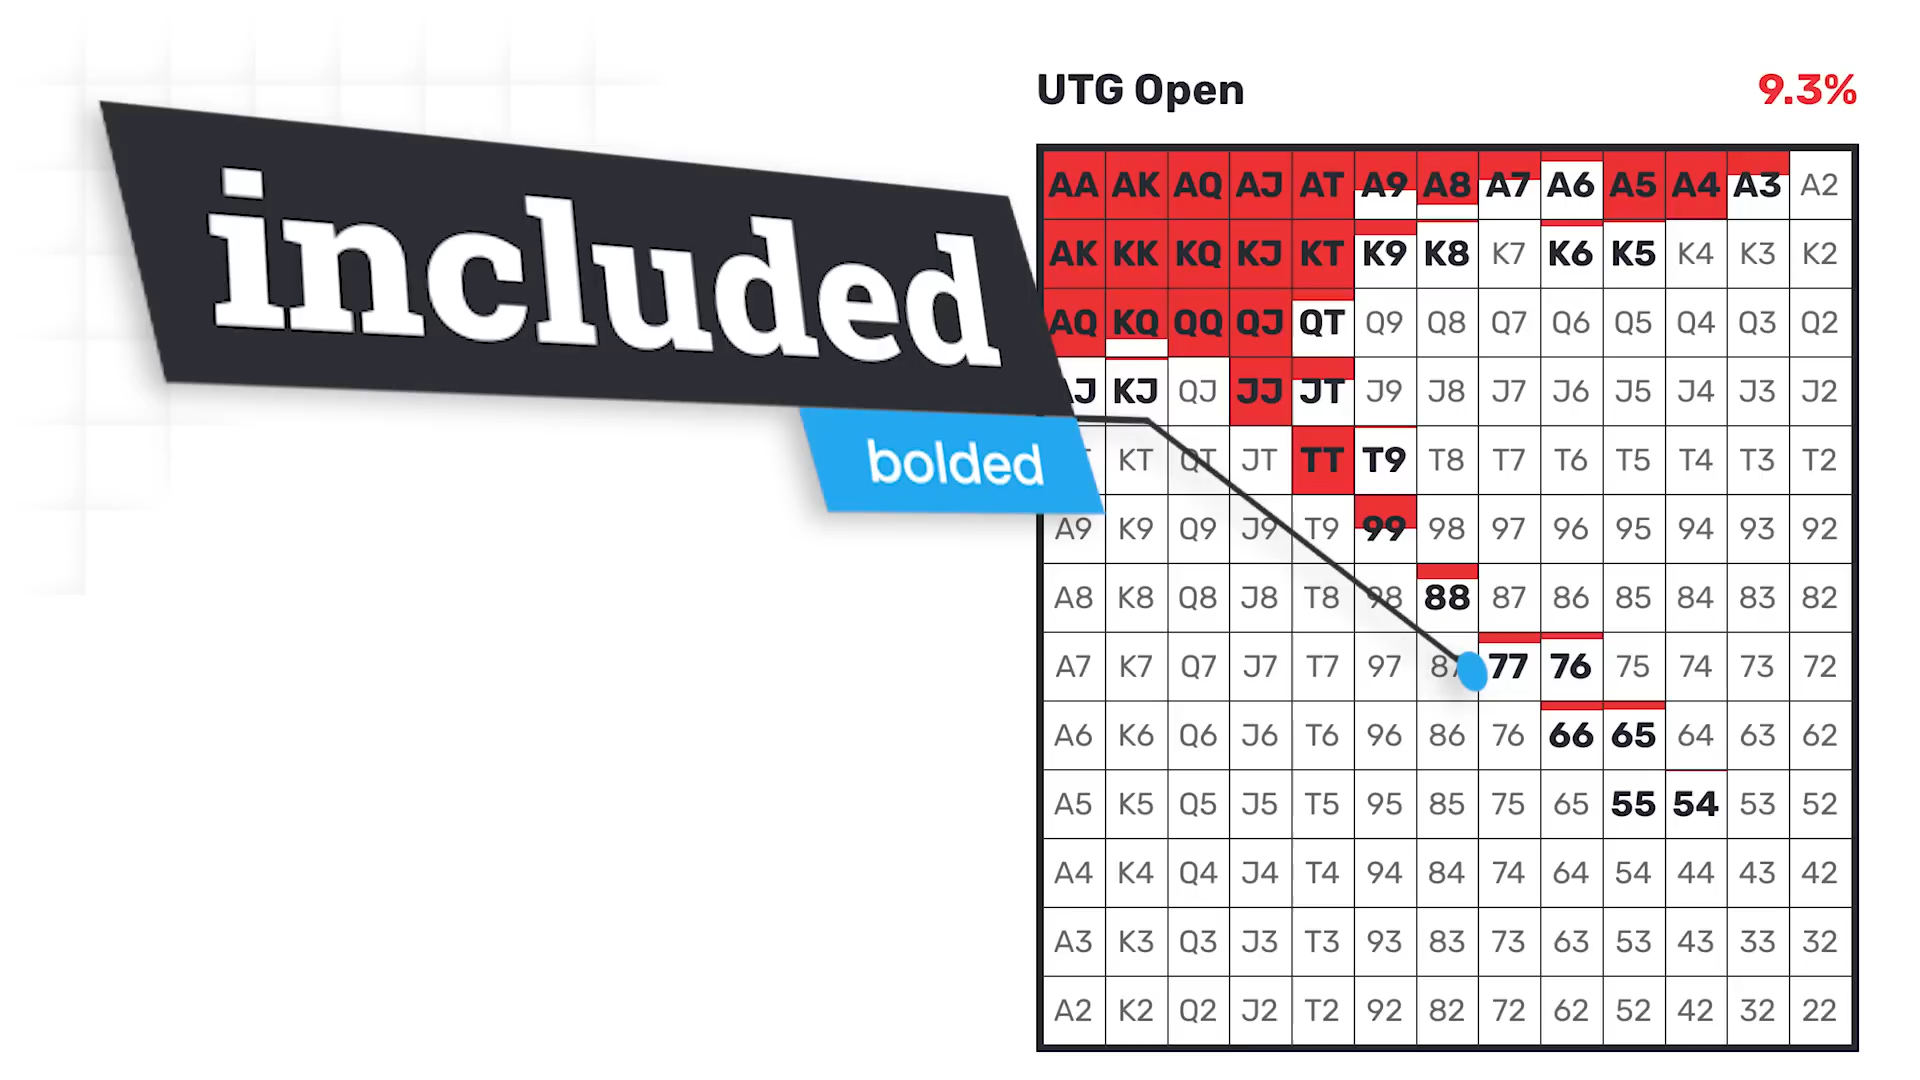 included
bolded
UTG Open 9.3%
AA AK AQ AJ AT A9 A8 A7 A6 A5 A4 A3 A2
AK KK KQ KJ KT K9 K8 K7 K6 K5 K4 K3 K2
AQ KQ QQ QJ QT Q9 Q8 Q7 Q6 Q5 Q4 Q3 Q2
J KJ QJ JJ JT J9 J8 J7 J6 J5 J4 J3 J2
KT QT JT TT T9 T8 T7 T6 T5 T4 T3 T2
A9 K9 Q9 J9 T9 99 98 97 96 95 94 93 92
A8 K8 Q8 J8 T8 98 88 87 86 85 84 83 82
A7 K7 Q7 J7 T7 97 87 77 76 75 74 73 72
A6 K6 Q6 J6 T6 96 86 76 66 65 64 63 62
A5 K5 Q5 J5 T5 95 85 75 65 55 54 53 52
A4 K4 Q4 J4 T4 94 84 74 64 54 44 43 42
A3 K3 Q3 J3 T3 93 83 73 63 53 43 33 32
A2 K2 Q2 J2 T2 92 82 72 62 52 42 32 22